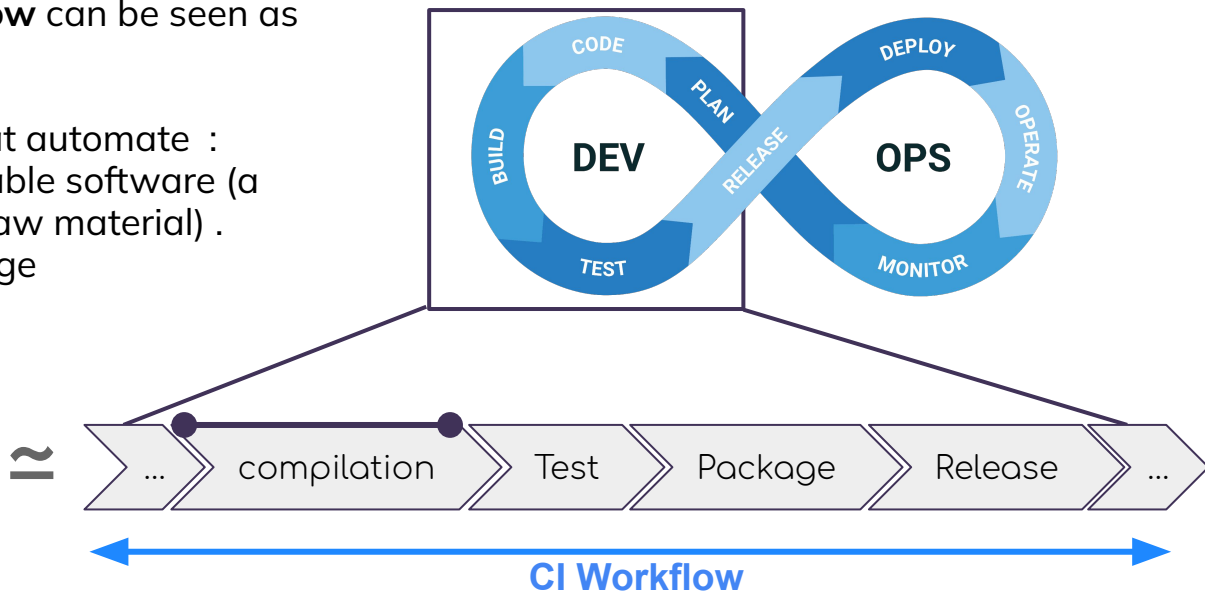 ow can be seen as
at automate :
able software (a
aw material) .
ge
CODE
PLAN
BUILD
DEV
TEST
RELEASE
DEPLOY
OPS
OPERATE
MONITOR
≃
...
compilation
Test
Package
Release
...
CI Workflow